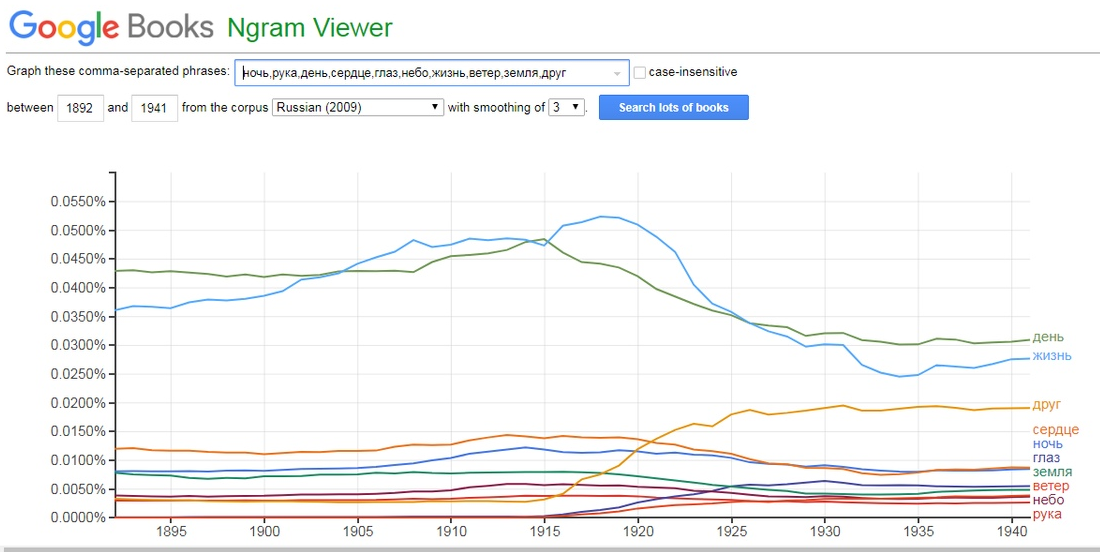 Google Books Ngram Viewer
Graph these comma-separated phrases: ночь,рука,день,сердце,глаз,небо,жизнь,ветер,земля,друг case-insensitive
between 1892 and 1941 from the corpus Russian (2009) with smoothing of 3 . Search lots of books
0.0550%
0.0500%
0.0450%
0.0400%
0.0350%
0.0300%
0.0250%
0.0200%
0.0150%
0.0100%
0.0050%
0.0000%
день
жизнь
друг
сердце
ночь
глаз
земля
ветер
небо
рука
1895 1900 1905 1910 1915 1920 1925 1930 1935 1940